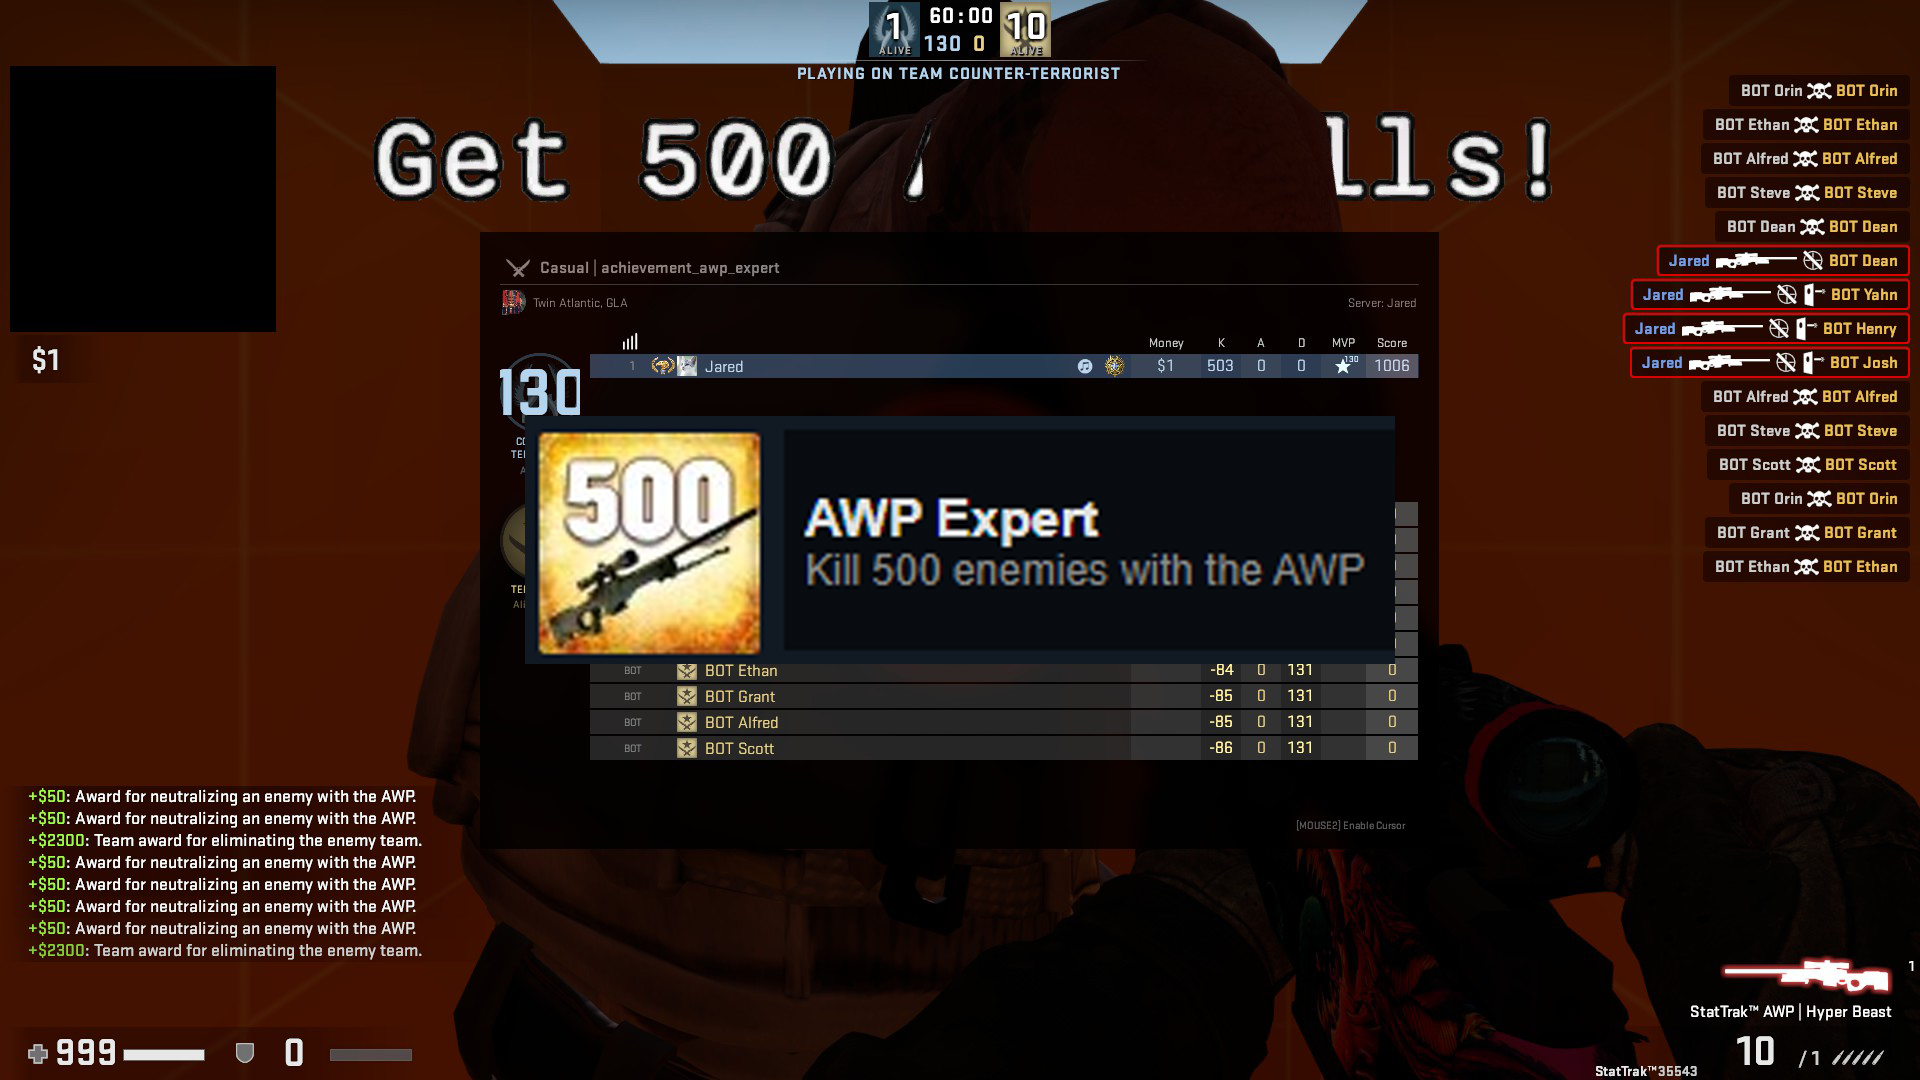 1
ALIVE
60:00
130 0
10
ALIVE
PLAYING ON TEAM COUNTER-TERRORIST
Get 500
lls!
$1
BOT Orin BOT Orin
BOT Ethan BOT Ethan
BOT Alfred BOT Alfred
BOT Steve BOT Steve
BOT Dean BOT Dean
Jared BOT Dean
Jared BOT Yahn
Jared BOT Henry
Jared BOT Josh
BOT Alfred BOT Alfred
BOT Steve BOT Steve
BOT Scott BOT Scott
BOT Orin BOT Orin
BOT Grant BOT Grant
BOT Ethan BOT Ethan
Casual | achievement_awp_expert
Twin Atlantic, GLA
Server: Jared
Money K A D MVP Score
130
1 Jared $1 503 0 0 130 1006
500
AWP Expert
Kill 500 enemies with the AWP
BOT BOT Ethan -84 0 131 0
BOT BOT Grant -85 0 131 0
BOT BOT Alfred -85 0 131 0
BOT BOT Scott -86 0 131 0
[MOUSE2] Enable Cursor
+$50: Award for neutralizing an enemy with the AWP.
+$50: Award for neutralizing an enemy with the AWP.
+$2300: Team award for eliminating the enemy team.
+$50: Award for neutralizing an enemy with the AWP.
+$50: Award for neutralizing an enemy with the AWP.
+$50: Award for neutralizing an enemy with the AWP.
+$50: Award for neutralizing an enemy with the AWP.
+$2300: Team award for eliminating the enemy team.
999
0
1
StatTrak™ AWP | Hyper Beast
10 / 1
StatTrak™35543